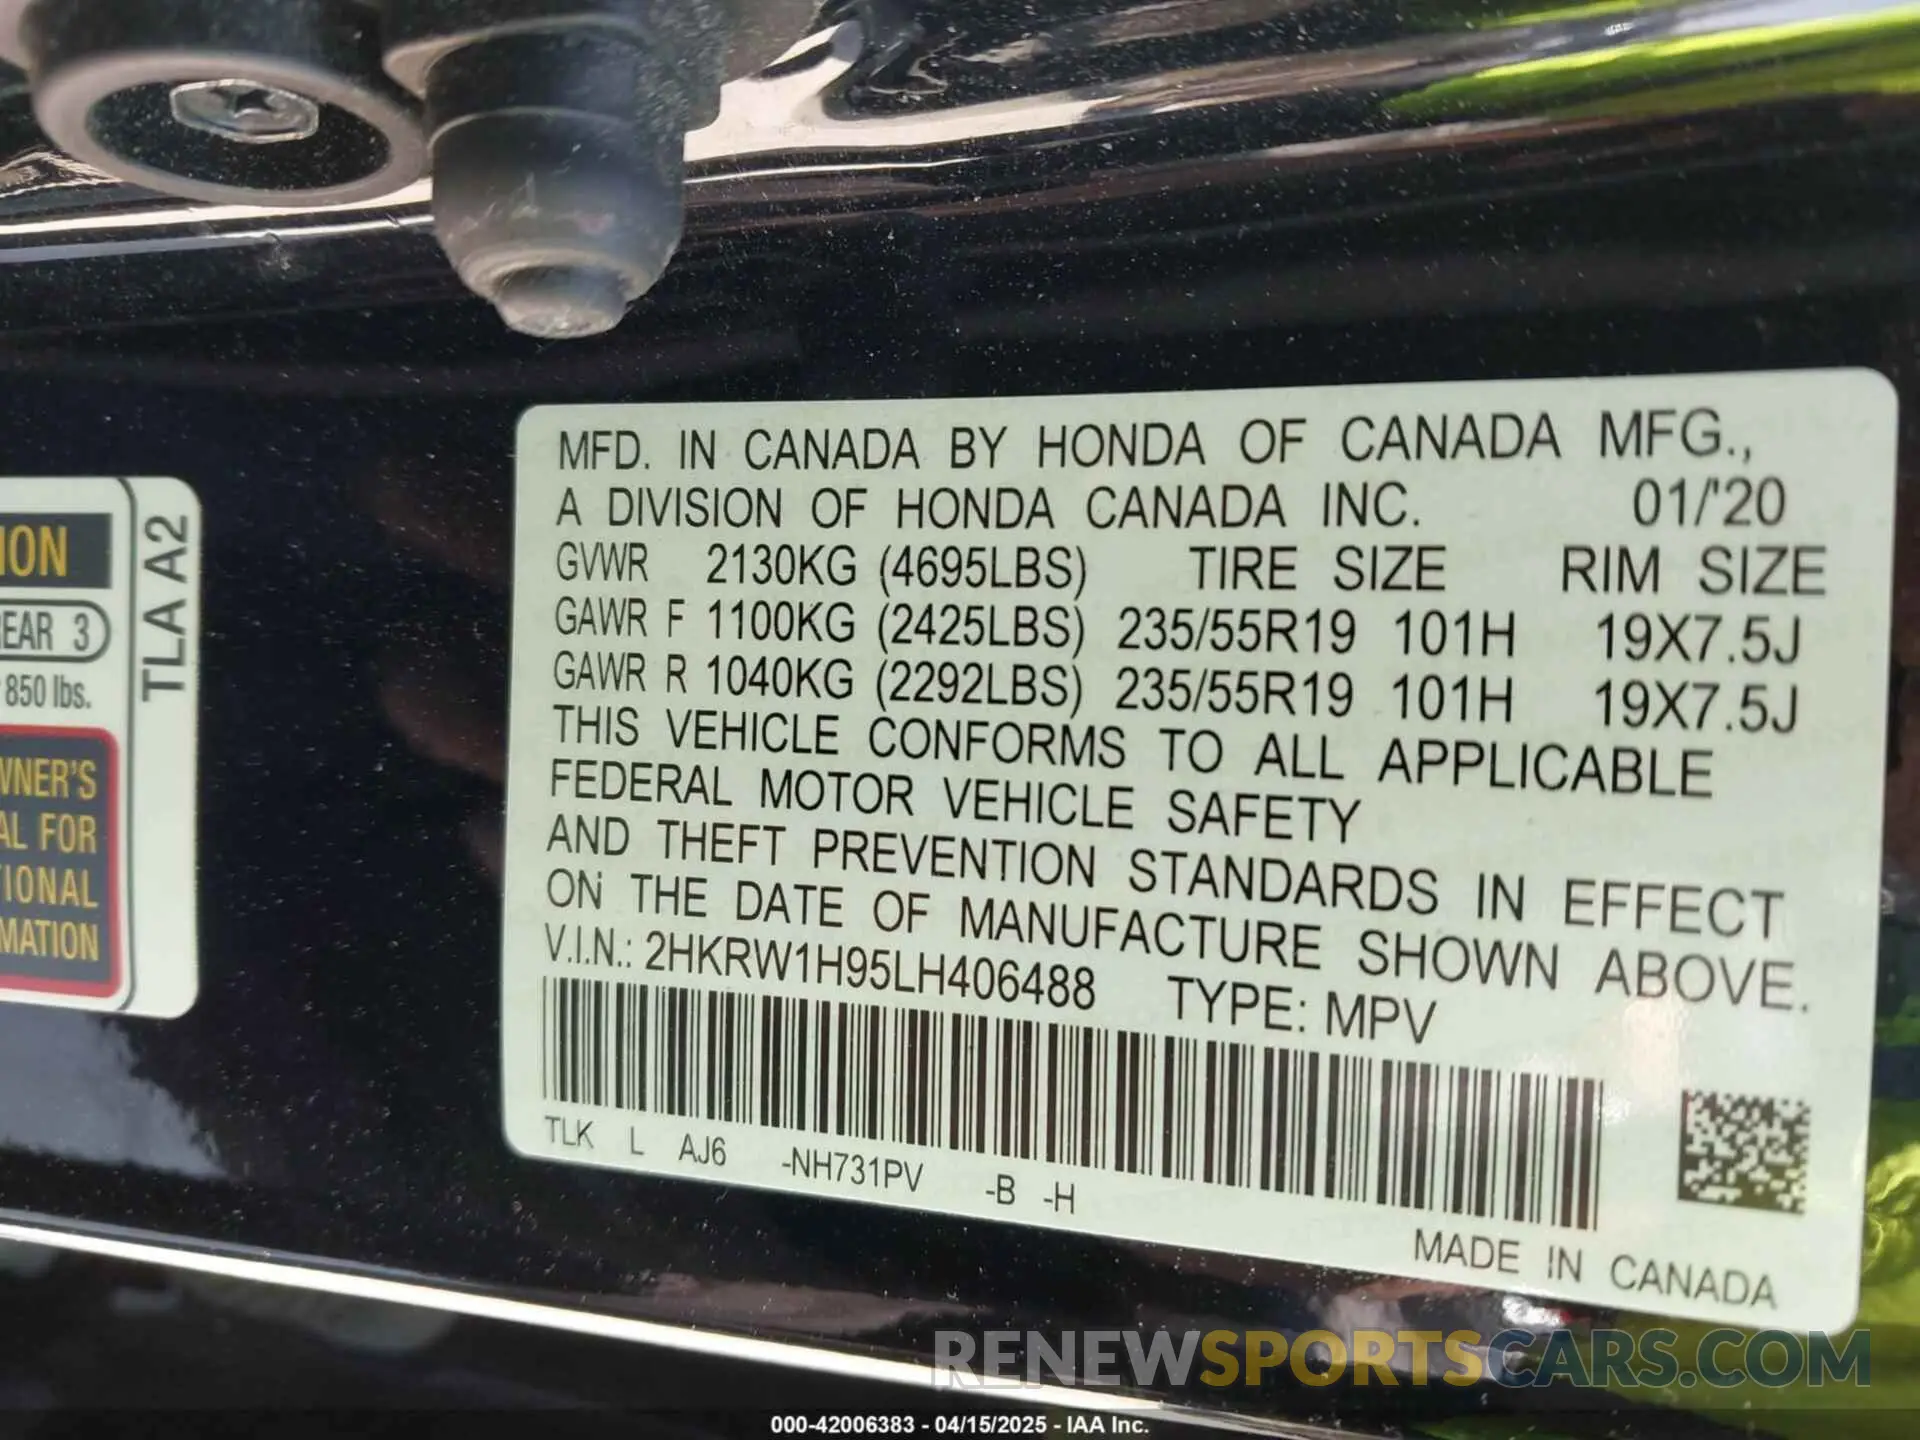 ION
EAR 3
850 lbs.
WNER'S
AL FOR
TIONAL
MATION
TLA A2
MFD. IN CANADA BY HONDA OF CANADA MFG.,
A DIVISION OF HONDA CANADA INC. 01/'20
GVWR 2130KG (4695LBS) TIRE SIZE RIM SIZE
GAWR F 1100KG (2425LBS) 235/55R19 101H 19X7.5J
GAWR R 1040KG (2292LBS) 235/55R19 101H 19X7.5J
THIS VEHICLE CONFORMS TO ALL APPLICABLE
FEDERAL MOTOR VEHICLE SAFETY
AND THEFT PREVENTION STANDARDS IN EFFECT
ON THE DATE OF MANUFACTURE SHOWN ABOVE.
V.I.N.: 2HKRW1H95LH406488 TYPE: MPV
TLK L AJ6 -NH731PV -B -H
MADE IN CANADA
RENEWSPORTSCARS.COM
000-42006383 - 04/15/2025 - IAA Inc.